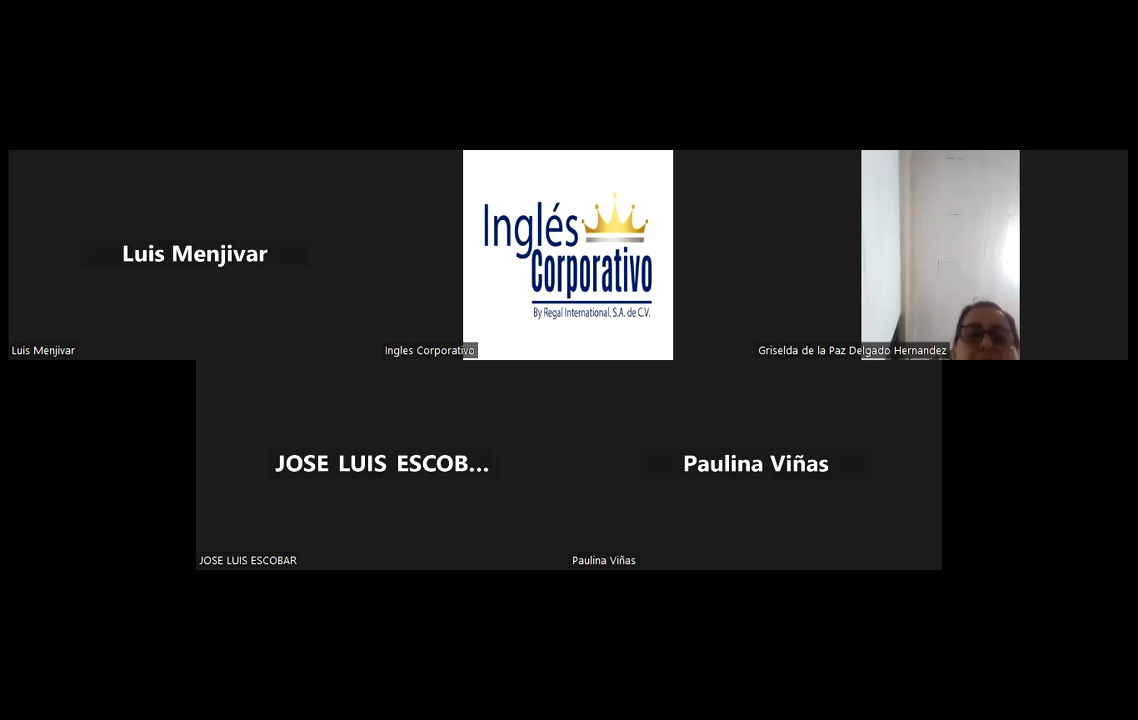 Luis Menjivar
Luis Menjivar
Inglés
Corporativo
By Regal International, S.A. de C.V.
Ingles Corporativo
Griselda de la Paz Delgado Hernandez
JOSE LUIS ESCOB...
JOSE LUIS ESCOBAR
Paulina Viñas
Paulina Viñas